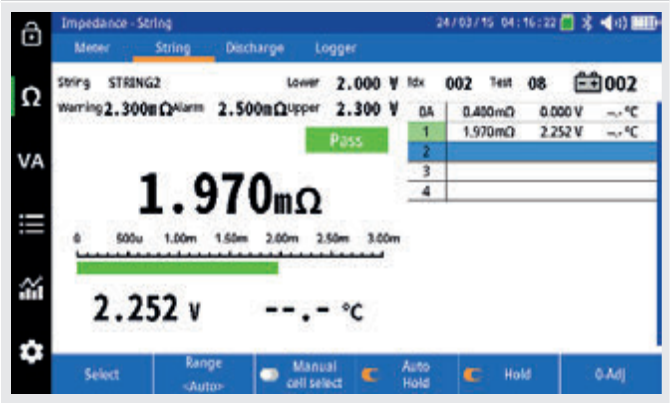 Impedance - String 24/03/15 04:16:22
Meter String Discharge Logger
String STRING2 Lower 2.000 V Idx 002 Test 08 002
Warning 2.300mΩ Alarm 2.500mΩ Upper 2.300 V
0A 0.400mΩ 0.000 V --.-°C
Pass
1 1.970mΩ 2.252 V --.-°C
2
3
4
Ω
VA
1.970mΩ
0 500u 1.00m 1.50m 2.00m 2.50m 3.00m
2.252 V --.- °C
Select Range <Auto> Manual cell select Auto Hold Hold 0-Adj